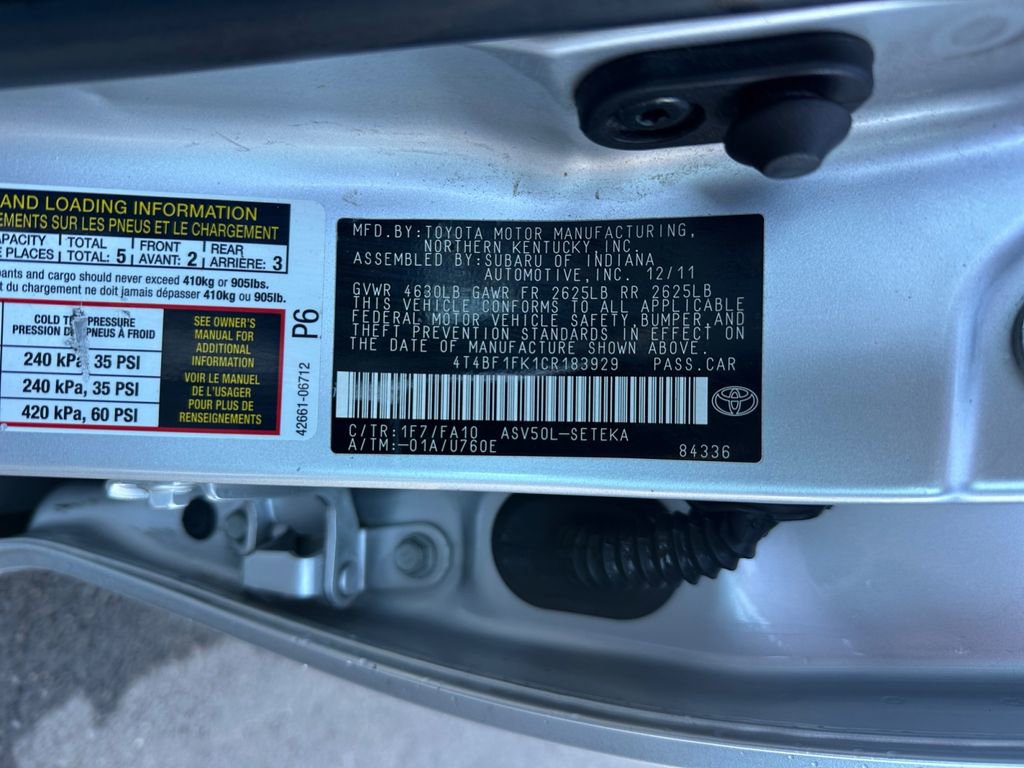 AND LOADING INFORMATION
EMENTS SUR LES PNEUS ET LE CHARGEMENT
APACITY TOTAL FRONT REAR
PLACES TOTAL: 5 AVANT: 2 ARRIÈRE: 3
pants and cargo should never exceed 410kg or 905lbs.
t du chargement ne doit jamais dépasser 410kg ou 905lb.
PRESSURE
PRESSION PNEUS À FROID
240 kPa, 35 PSI
240 kPa, 35 PSI
420 kPa, 60 PSI
SEE OWNER'S
MANUAL FOR
ADDITIONAL
INFORMATION
VOIR LE MANUEL
DE L'USAGER
POUR PLUS DE
RENSEIGNEMENTS
42661-06712
P6
MFD.BY:TOYOTA MOTOR MANUFACTURING,
NORTHERN KENTUCKY,INC.
ASSEMBLED BY:SUBARU OF INDIANA
AUTOMOTIVE,INC. 12/11
GVWR 4630LB GAWR FR 2625LB RR 2625LB
THIS VEHICLE CONFORMS TO ALL APPLICABLE
FEDERAL MOTOR VEHICLE SAFETY,BUMPER,AND
THEFT PREVENTION STANDARDS IN EFFECT ON
THE DATE OF MANUFACTURE SHOWN ABOVE.
4T4BF1FK1CR183929 PASS.CAR
C/TR:1F7/FA10 ASV50L-SETEKA
A/TM:-01A/U760E 84336